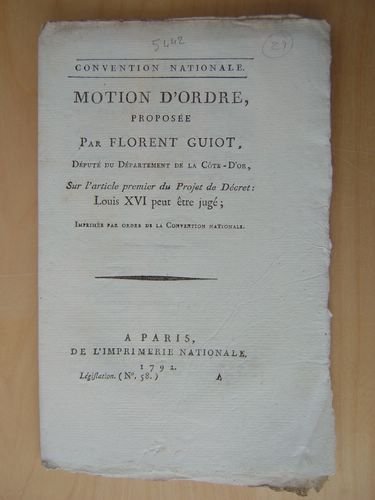 5442
(29)
CONVENTION NATIONALE.
MOTION D'ORDRE,
PROPOSÉE
PAR FLORENT GUIOT,
DÉPUTÉ DU DÉPARTEMENT DE LA CÔTE-D'OR,
Sur l'article premier du Projet de Décret:
Louis XVI peut être jugé;
IMPRIMÉE PAR ORDRE DE LA CONVENTION NATIONALE.
A PARIS,
DE L'IMPRIMERIE NATIONALE.
1792.
Législation. (N°. 58.) A